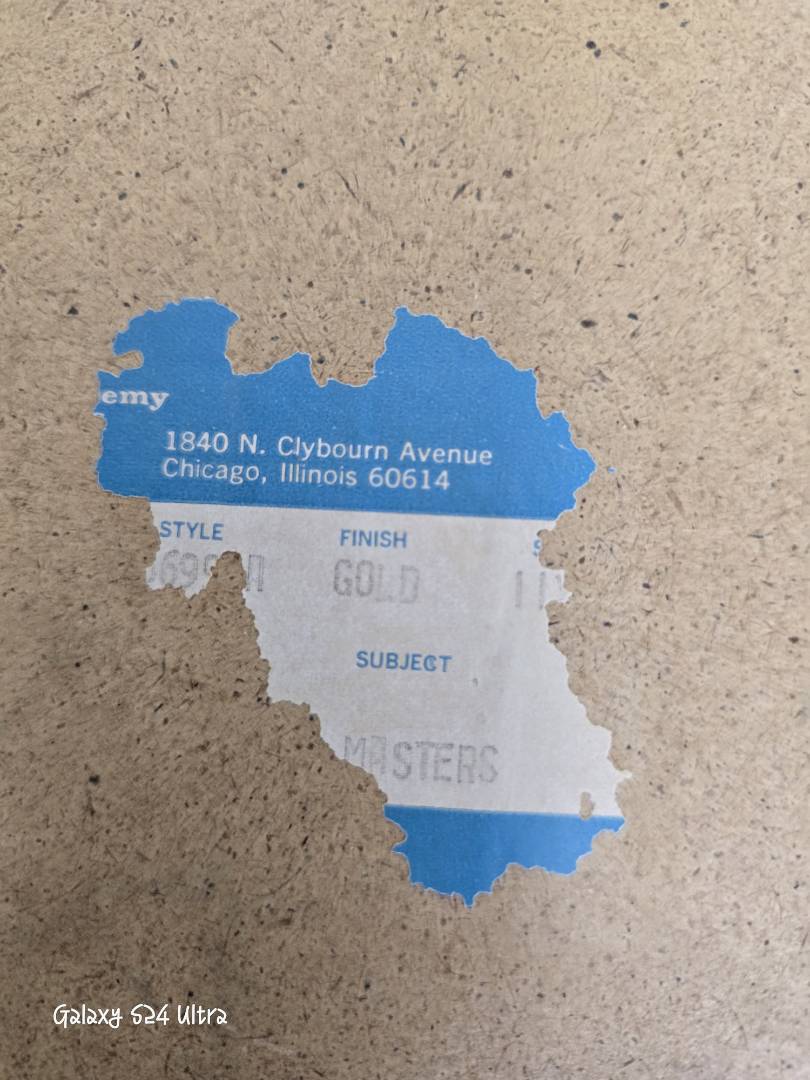 emy
1840 N. Clybourn Avenue
Chicago, Illinois 60614
STYLE FINISH
GOLD
SUBJECT
MASTERS
Galaxy S24 Ultra